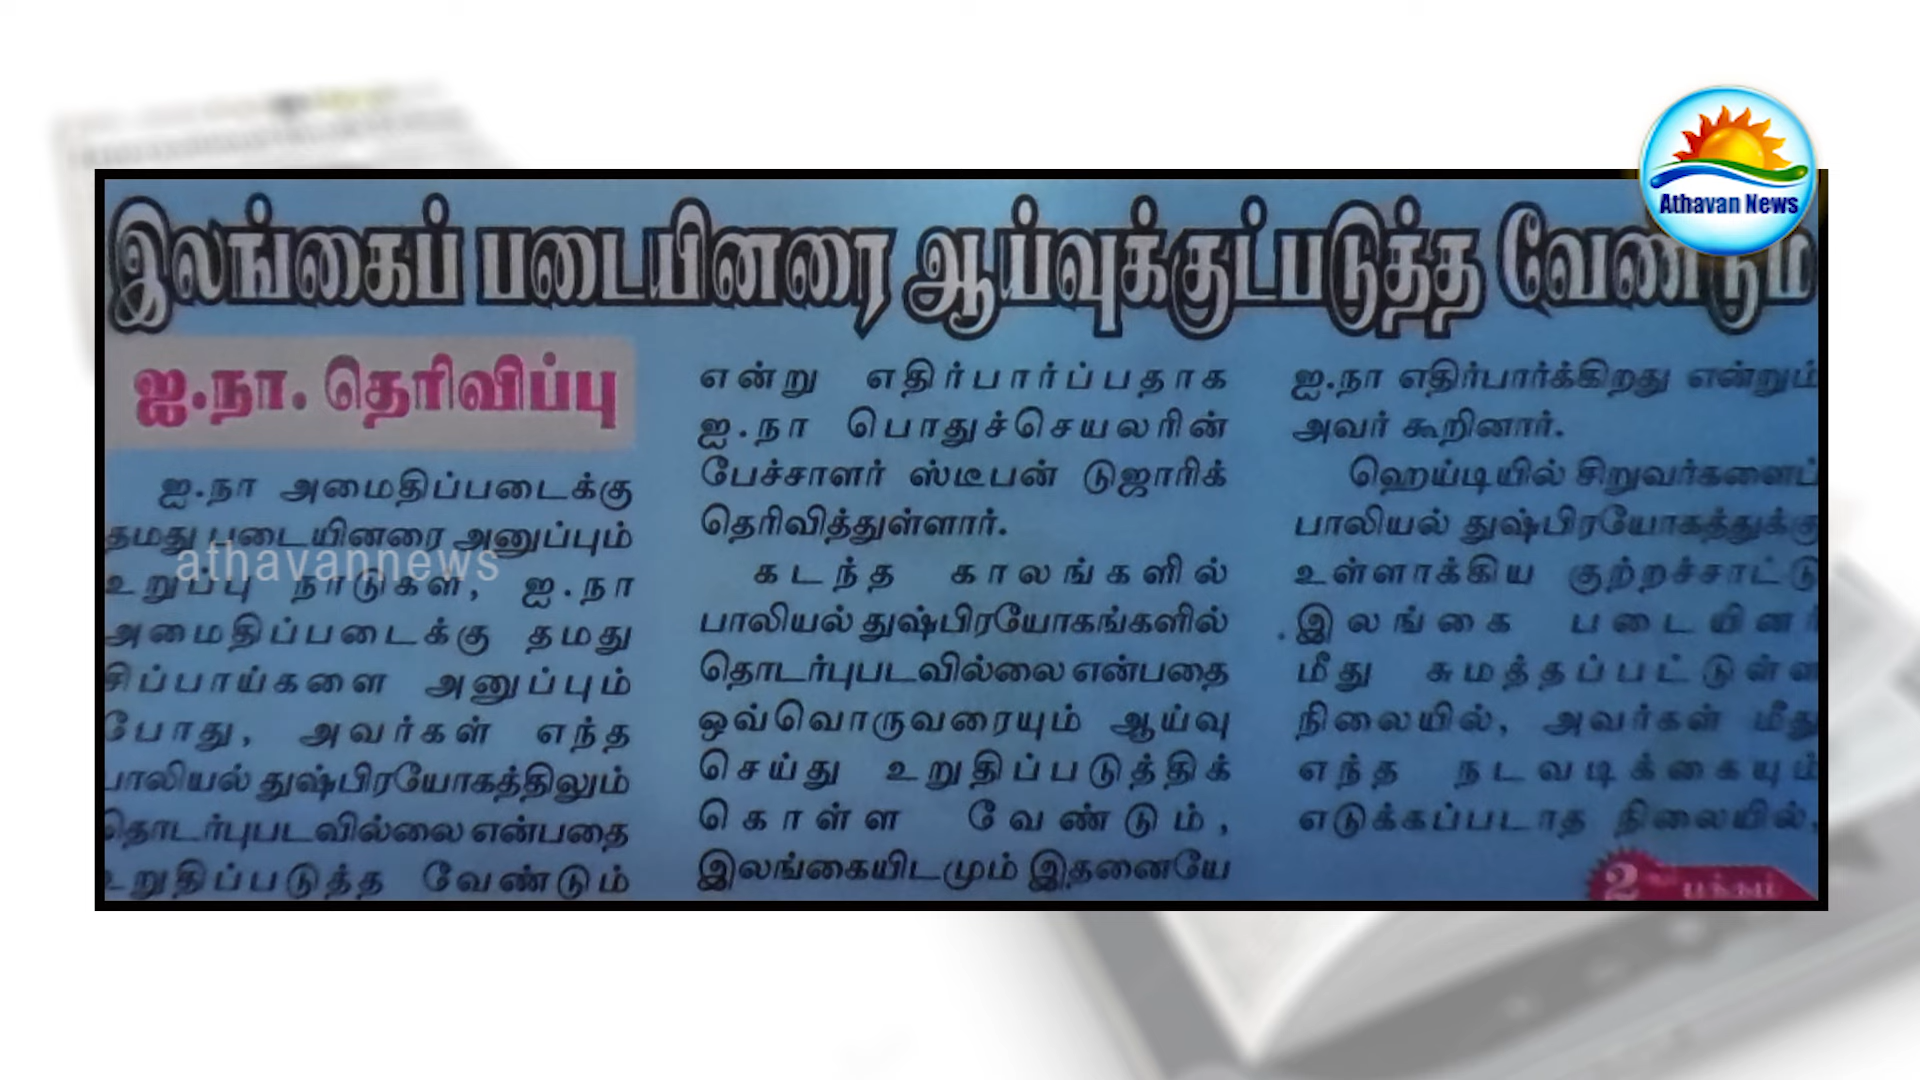 Athavan News
இலங்கைப் படையினரை ஆய்வுக்குட்படுத்த வேண்டும்
ஐ.நா. தெரிவிப்பு
ஐ.நா அமைதிப்படைக்கு
தமது படையினரை அனுப்பும்
உறுப்பு நாடுகள், ஐ.நா
அமைதிப்படைக்கு தமது
சிப்பாய்களை அனுப்பும்
போது, அவர்கள் எந்த
பாலியல் துஷ்பிரயோகத்திலும்
தொடர்புபடவில்லை என்பதை
உறுதிப்படுத்த வேண்டும்
athavannews
என்று எதிர்பார்ப்பதாக
ஐ.நா பொதுச்செயலரின்
பேச்சாளர் ஸ்டீபன் டுஜாரிக்
தெரிவித்துள்ளார்.
கடந்த காலங்களில்
பாலியல் துஷ்பிரயோகங்களில்
தொடர்புபடவில்லை என்பதை
ஒவ்வொருவரையும் ஆய்வு
செய்து உறுதிப்படுத்திக்
கொள்ள வேண்டும்,
இலங்கையிடமும் இதனையே
ஐ.நா எதிர்பார்க்கிறது என்றும்
அவர் கூறினார்.
ஹெய்டியில் சிறுவர்களைப்
பாலியல் துஷ்பிரயோகத்துக்கு
உள்ளாக்கிய குற்றச்சாட்டு
இலங்கை படையினர்
மீது சுமத்தப்பட்டுள்ள
நிலையில், அவர்கள் மீது
எந்த நடவடிக்கையும்
எடுக்கப்படாத நிலையில்,
2 பக்கம்